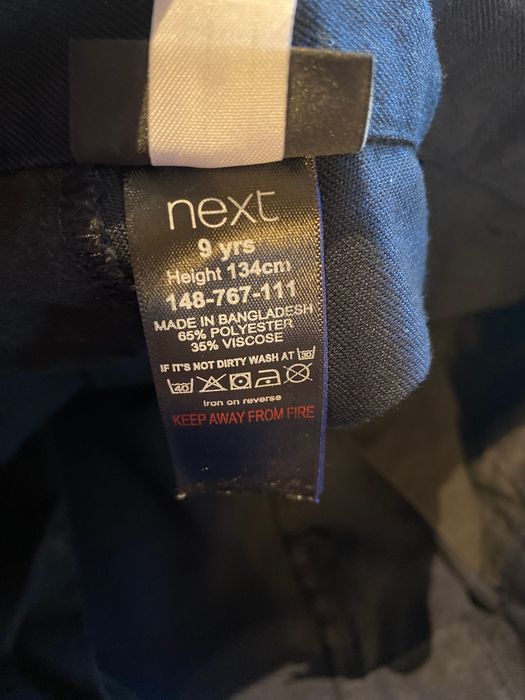 next
9 yrs
Height 134cm
148-767-111
MADE IN BANGLADESH
65% POLYESTER
35% VISCOSE
IF IT'S NOT DIRTY WASH AT 30
40
Iron on reverse
KEEP AWAY FROM FIRE